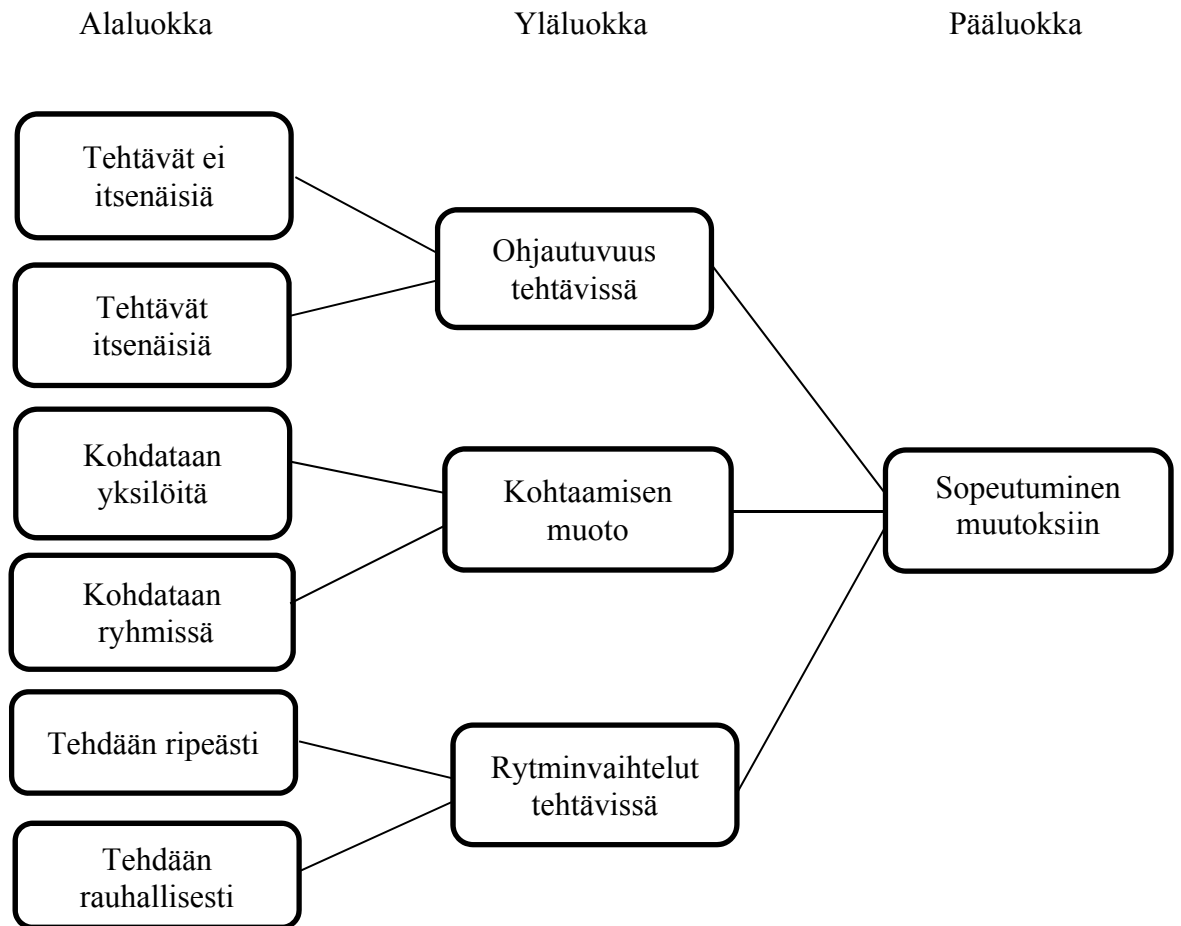 Alaluokka
Yläluokka
Pääluokka
Tehtävät ei
itsenäisiä
Tehtävät
itsenäisiä
Kohdataan
yksilöitä
Kohdataan
ryhmissä
Tehdään ripeästi
Tehdään
rauhallisesti
Ohjautuvuus
tehtävissä
Kohtaamisen
muoto
Rytminvaihtelut
tehtävissä
Sopeutuminen
muutoksiin